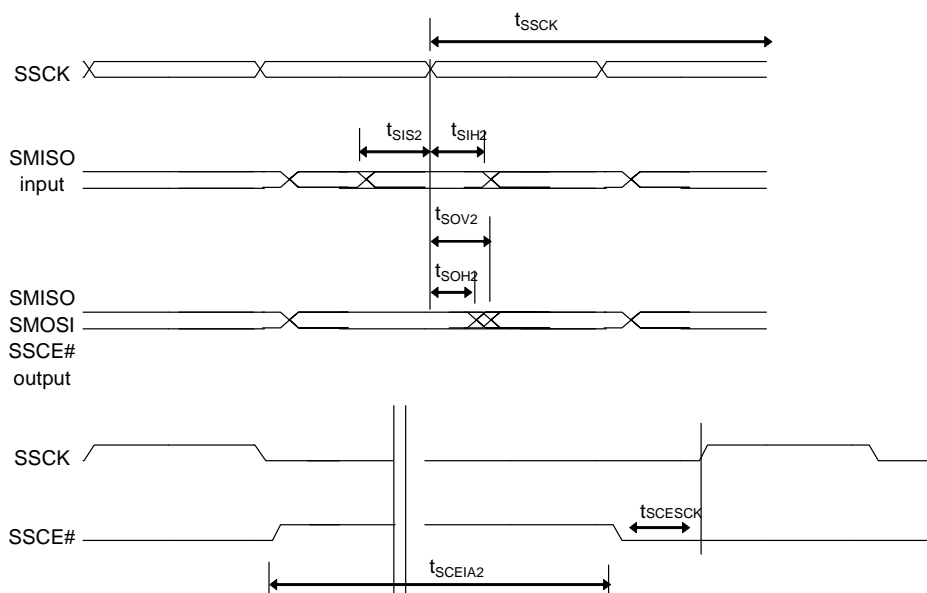 tSSCK
SSCK
tSIS2
tSIH2
SMISO
input
tSOV2
tSOH2
SMISO
SMOSI
SSCE#
output
SSCK
tSCESCK
SSCE#
tSCEIA2